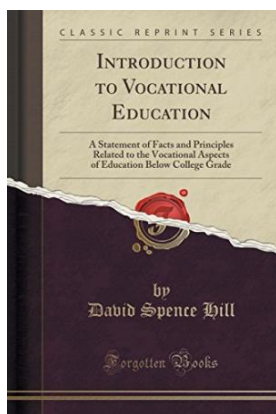 CLASSIC REPRINT SERIES
INTRODUCTION
TO VOCATIONAL
EDUCATION
A Statement of Facts and Principles
Related to the Vocational Aspects
of Education Below College Grade
by
David Spence Hill
Forgotten Books